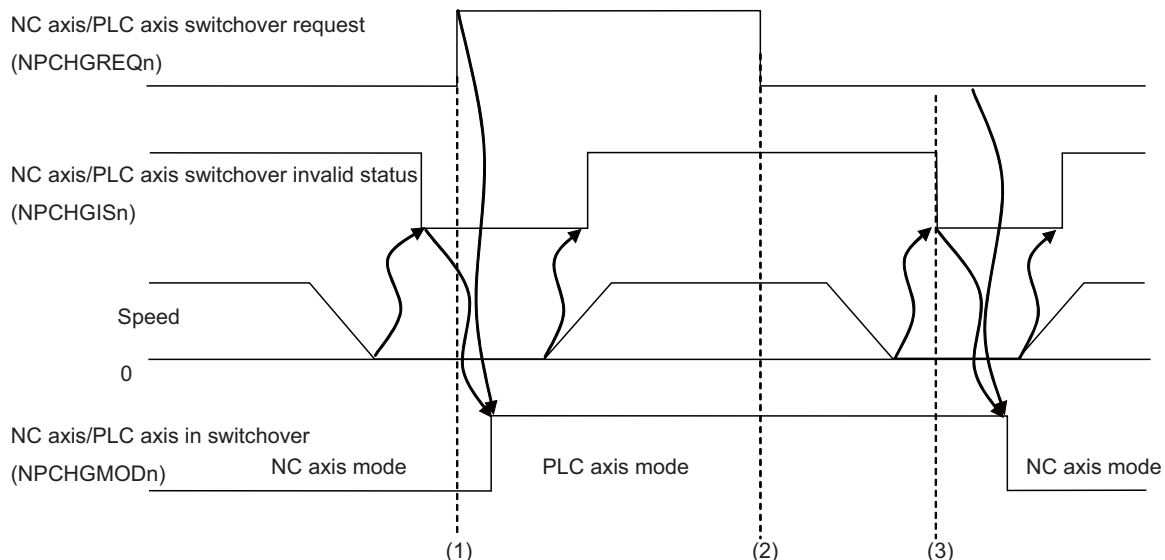 NC axis/PLC axis switchover request
(NPCHGREQn)
NC axis/PLC axis switchover invalid status
(NPCHGISn)
Speed
0
NC axis/PLC axis in switchover
(NPCHGMODn)
NC axis mode
PLC axis mode
NC axis mode
(1)
(2)
(3)